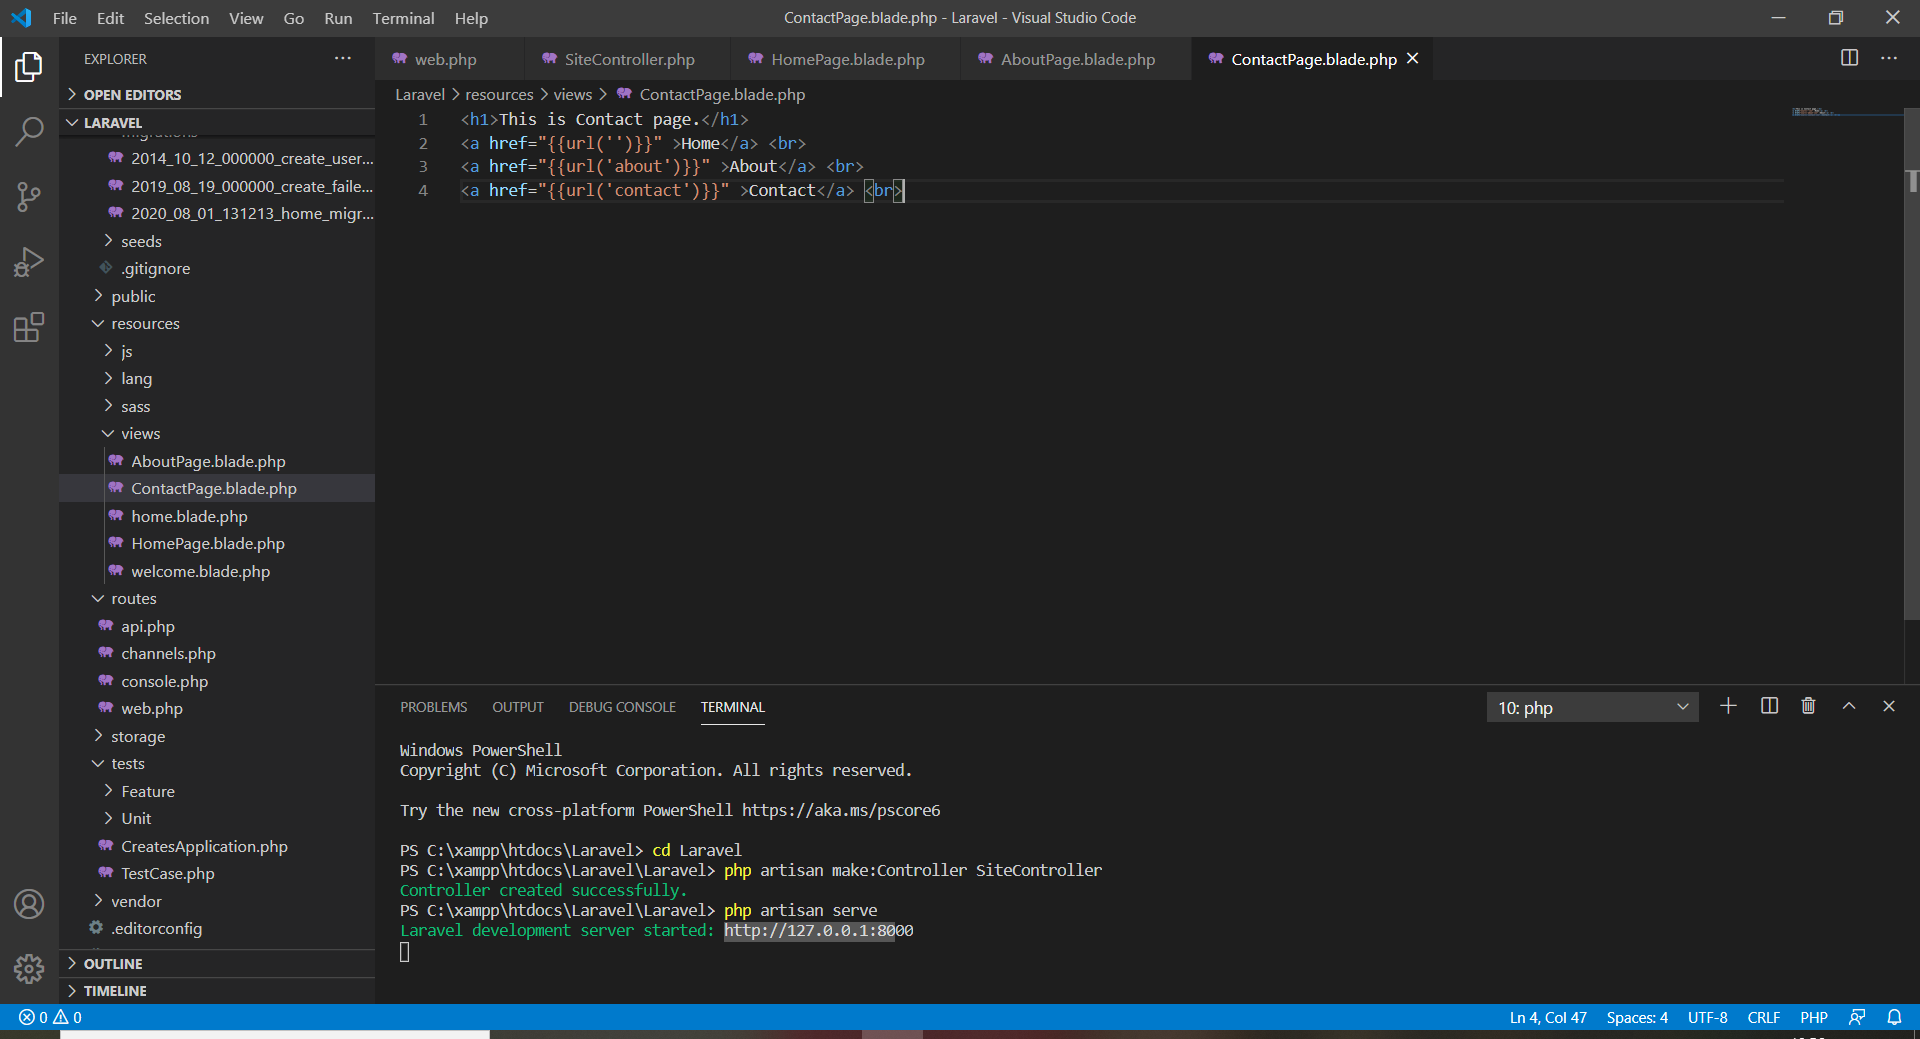 File Edit Selection View Go Run Terminal Help
ContactPage.blade.php - Laravel - Visual Studio Code
EXPLORER
OPEN EDITORS
LARAVEL
migrations
2014_10_12_000000_create_user...
2019_08_19_000000_create_faile...
2020_08_01_131213_home_migr...
seeds
.gitignore
public
resources
js
lang
sass
views
AboutPage.blade.php
ContactPage.blade.php
home.blade.php
HomePage.blade.php
welcome.blade.php
routes
api.php
channels.php
console.php
web.php
storage
tests
Feature
Unit
CreatesApplication.php
TestCase.php
vendor
.editorconfig
OUTLINE
TIMELINE
web.php SiteController.php HomePage.blade.php AboutPage.blade.php ContactPage.blade.php
Laravel > resources > views > ContactPage.blade.php
1 <h1>This is Contact page.</h1>
2 <a href="{{url('')}}" >Home</a> <br>
3 <a href="{{url('about')}}" >About</a> <br>
4 <a href="{{url('contact')}}" >Contact</a> <br>
PROBLEMS OUTPUT DEBUG CONSOLE TERMINAL
10: php
Windows PowerShell
Copyright (C) Microsoft Corporation. All rights reserved.
Try the new cross-platform PowerShell https://aka.ms/pscore6
PS C:\xampp\htdocs\Laravel> cd Laravel
PS C:\xampp\htdocs\Laravel\Laravel> php artisan make:Controller SiteController
Controller created successfully.
PS C:\xampp\htdocs\Laravel\Laravel> php artisan serve
Laravel development server started: http://127.0.0.1:8000
0 0
Ln 4, Col 47 Spaces: 4 UTF-8 CRLF PHP